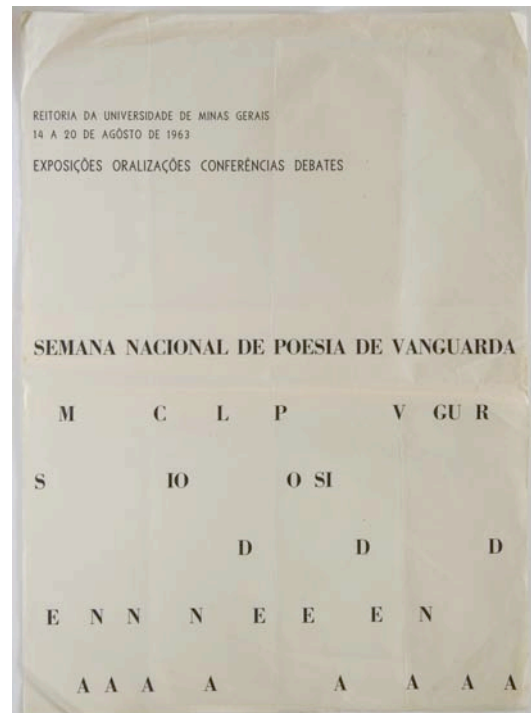 REITORIA DA UNIVERSIDADE DE MINAS GERAIS
14 A 20 DE AGÔSTO DE 1963
EXPOSIÇÕES ORALIZAÇÕES CONFERÊNCIAS DEBATES
SEMANA NACIONAL DE POESIA DE VANGUARDA
M C L P V GU R
S IO O SI
D D D
E N N N E E E N
A A A A A A A A